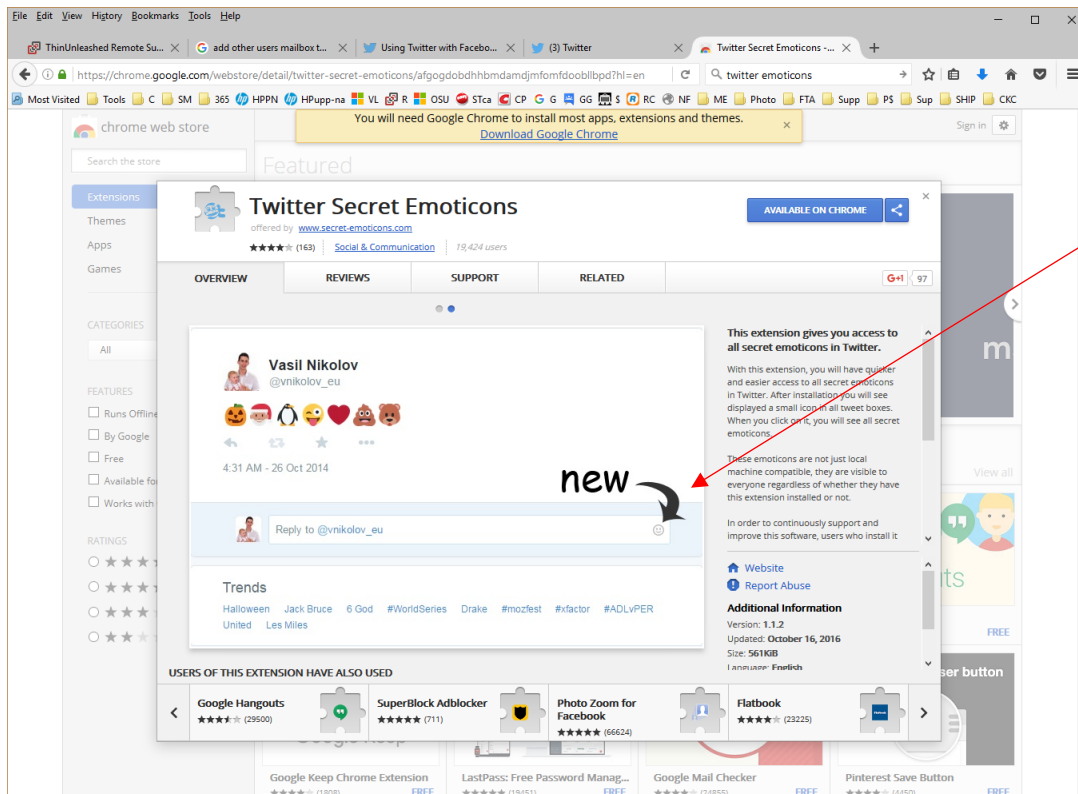 File Edit View History Bookmarks Tools Help
ThinUnleashed Remote Su... × add other users mailbox t... × Using Twitter with Facebo... × (3) Twitter × Twitter Secret Emoticons -... × +
https://chrome.google.com/webstore/detail/twitter-secret-emoticons/afgogdobdhhbmdamdjmfomfdoobllbpd?hl=en twitter emoticons
Most Visited Tools C SM 365 HPPN HPupp-na VL R OSU STca CP G GG $ RC NF ME Photo FTA Supp P$ Sup SHIP CKC
You will need Google Chrome to install most apps, extensions and themes. ×
Download Google Chrome
chrome web store
Sign in
Search the store
Featured
Extensions
Themes
Apps
Games
CATEGORIES
All
FEATURES
Runs Offline
By Google
Free
Available for
Works with
RATINGS
Twitter Secret Emoticons
offered by www.secret-emoticons.com
(163) Social & Communication 19,424 users
AVAILABLE ON CHROME
×
OVERVIEW REVIEWS SUPPORT RELATED
G+1 97
Vasil Nikolov
@vnikolov_eu
4:31 AM - 26 Oct 2014
new
Reply to @vnikolov_eu
Trends
Halloween Jack Bruce 6 God #WorldSeries Drake #mozfest #xfactor #ADLvPER
United Les Miles
This extension gives you access to
all secret emoticons in Twitter.
With this extension, you will have quicker
and easier access to all secret emoticons
in Twitter. After installation you will see
displayed a small icon in all tweet boxes.
When you click on it, you will see all secret
emoticons.
These emoticons are not just local
machine compatible, they are visible to
everyone regardless of whether they have
this extension installed or not.
In order to continuously support and
improve this software, users who install it
Website
Report Abuse
Additional Information
Version: 1.1.2
Updated: October 16, 2016
Size: 561KiB
Language: English
USERS OF THIS EXTENSION HAVE ALSO USED
Google Hangouts
(29500)
SuperBlock Adblocker
(711)
Photo Zoom for
Facebook
(66624)
Flatbook
(23225)
m
View all
ts
FREE
ser button
Google Keep
Google Keep Chrome Extension
(1808) FREE
LastPass: Free Password Manag...
(19451) FREE
Google Mail Checker
(24855) FREE
Pinterest Save Button
(4450) FREE